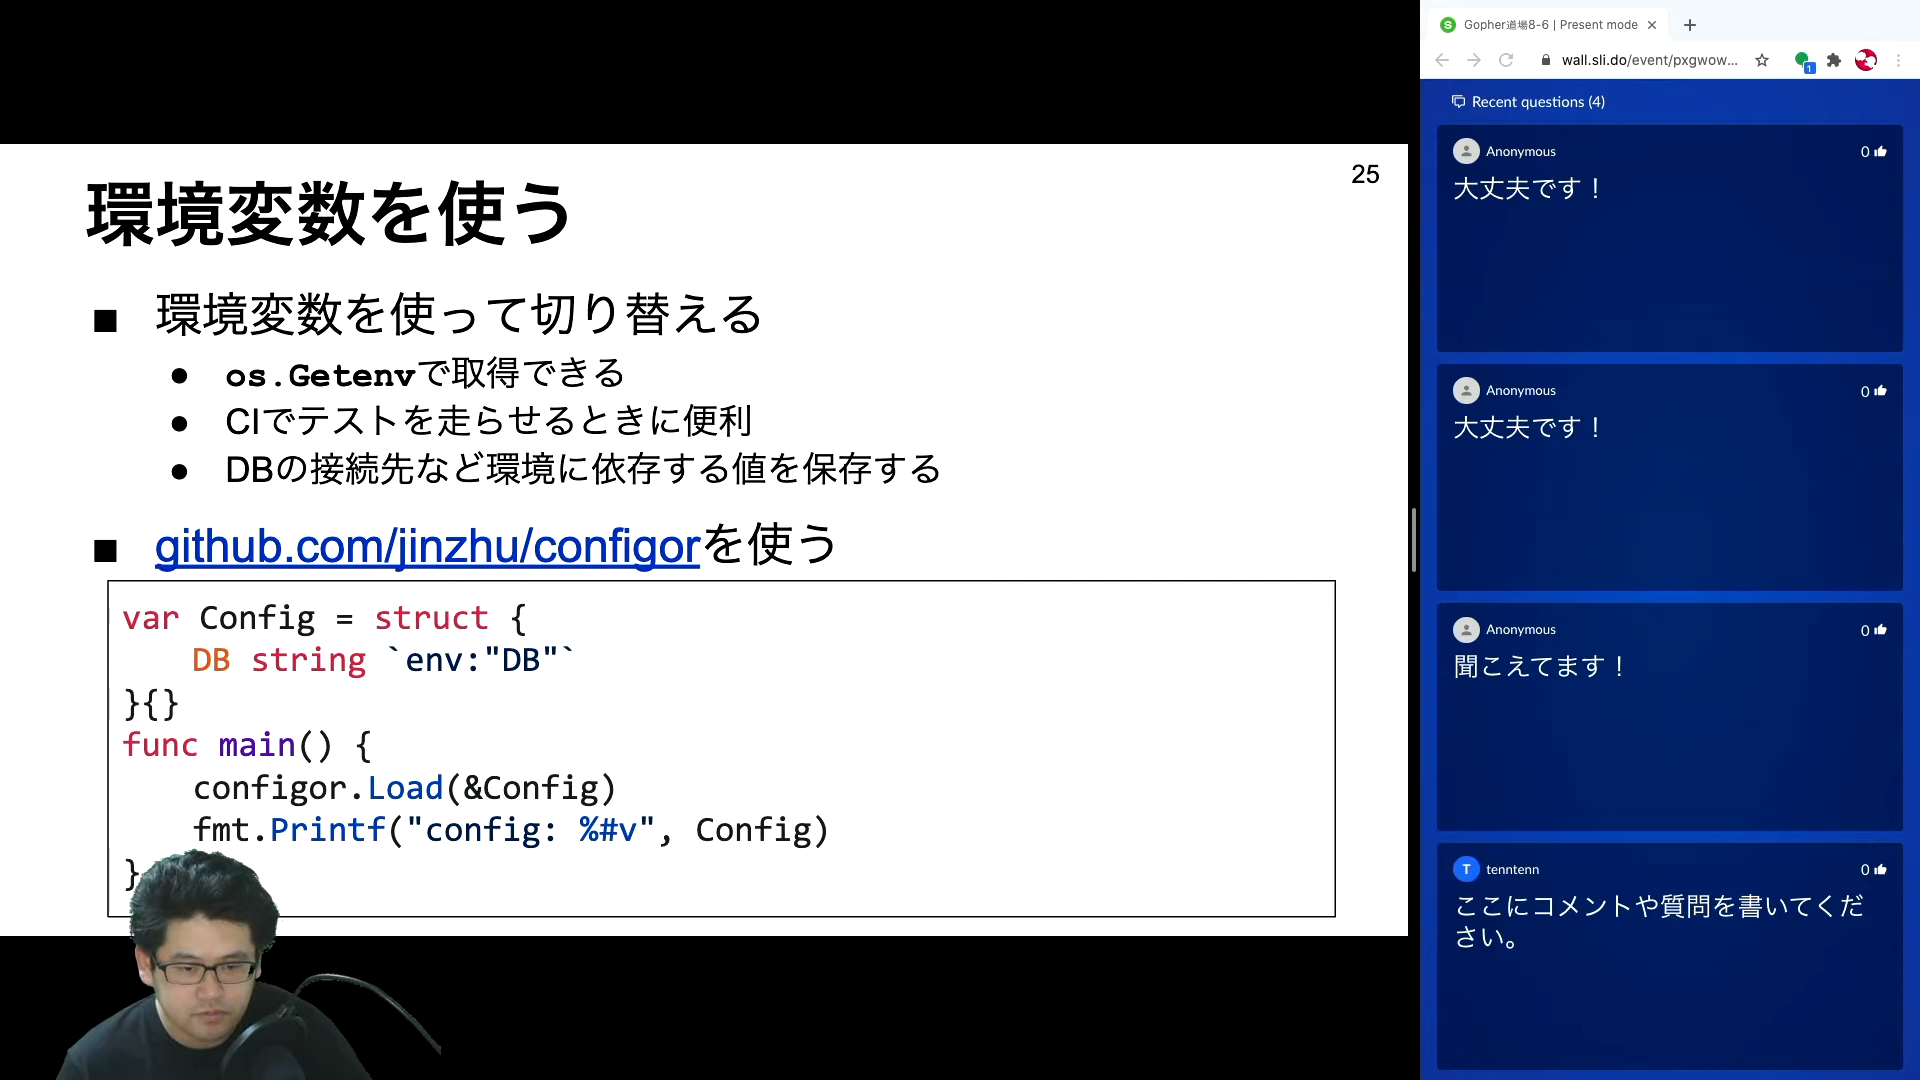 25
環境変数を使う
■ 環境変数を使って切り替える
● os.Getenvで取得できる
● CIでテストを走らせるときに便利
● DBの接続先など環境に依存する値を保存する
■ github.com/jinzhu/configorを使う
var Config = struct {
DB string `env:"DB"`
}{}
func main() {
configor.Load(&Config)
fmt.Printf("config: %#v", Config)
}
Gopher道場8-6 | Present mode
wall.sli.do/event/pxgwow...
1
Recent questions (4)
Anonymous
0
大丈夫です！
Anonymous
0
大丈夫です！
Anonymous
0
聞こえてます！
T tenntenn
0
ここにコメントや質問を書いてくだ
さい。